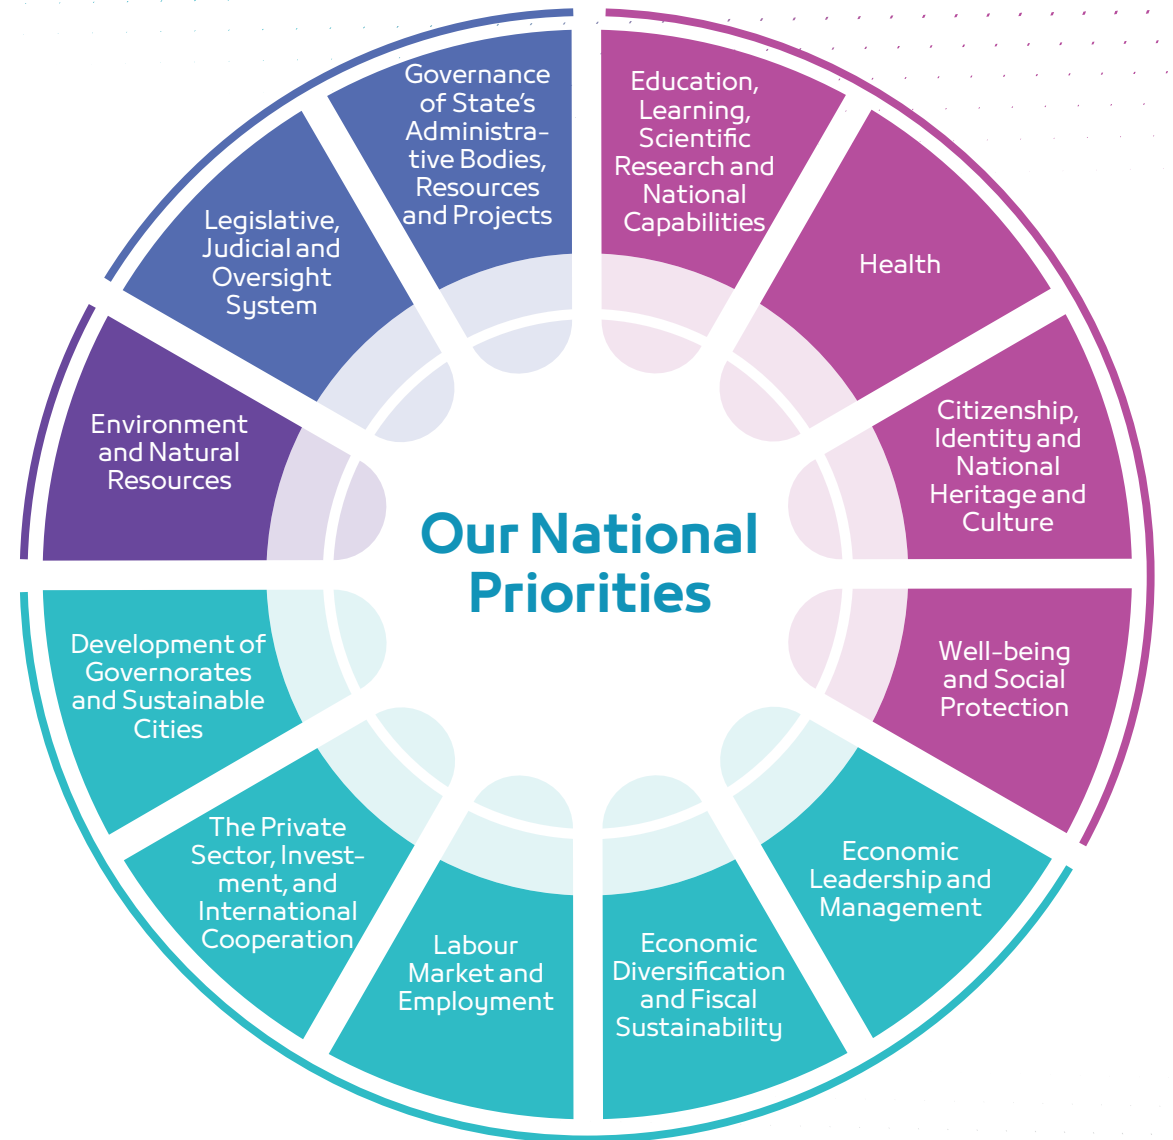 Governance
of State's
Administra-
tive Bodies,
Resources
and Projects
Education,
Learning,
Scientific
Research and
National
Capabilities
Legislative,
Judicial and
Oversight
System
Health
Environment
and Natural
Resources
Citizenship,
Identity and
National
Heritage and
Culture
Our National
Priorities
Development of
Governorates
and Sustainable
Cities
Well-being
and Social
Protection
The Private
Sector, Invest-
ment, and
International
Cooperation
Economic
Leadership and
Management
Labour
Market and
Employment
Economic
Diversification
and Fiscal
Sustainability